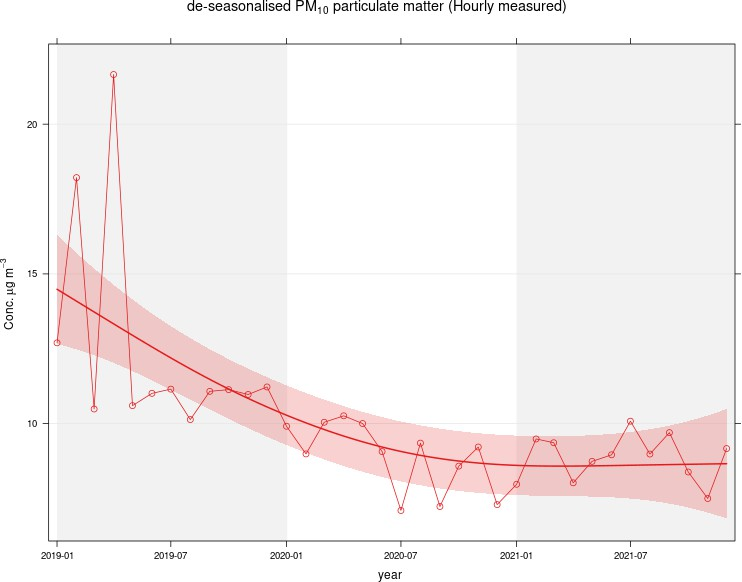 de-seasonalised PM₁₀ particulate matter (Hourly measured)
20
15
10
Conc. µg m⁻³
2019-01 2019-07 2020-01 2020-07 2021-01 2021-07
year